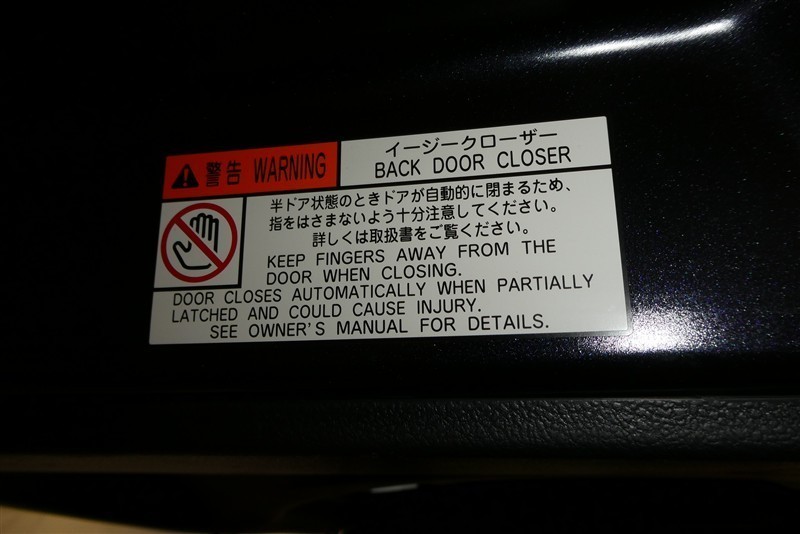 警告 WARNING
イージークローザー
BACK DOOR CLOSER
半ドア状態のときドアが自動的に閉まるため、
指をはさまないよう十分注意してください。
詳しくは取扱書をご覧ください。
KEEP FINGERS AWAY FROM THE
DOOR WHEN CLOSING.
DOOR CLOSES AUTOMATICALLY WHEN PARTIALLY
LATCHED AND COULD CAUSE INJURY.
SEE OWNER'S MANUAL FOR DETAILS.